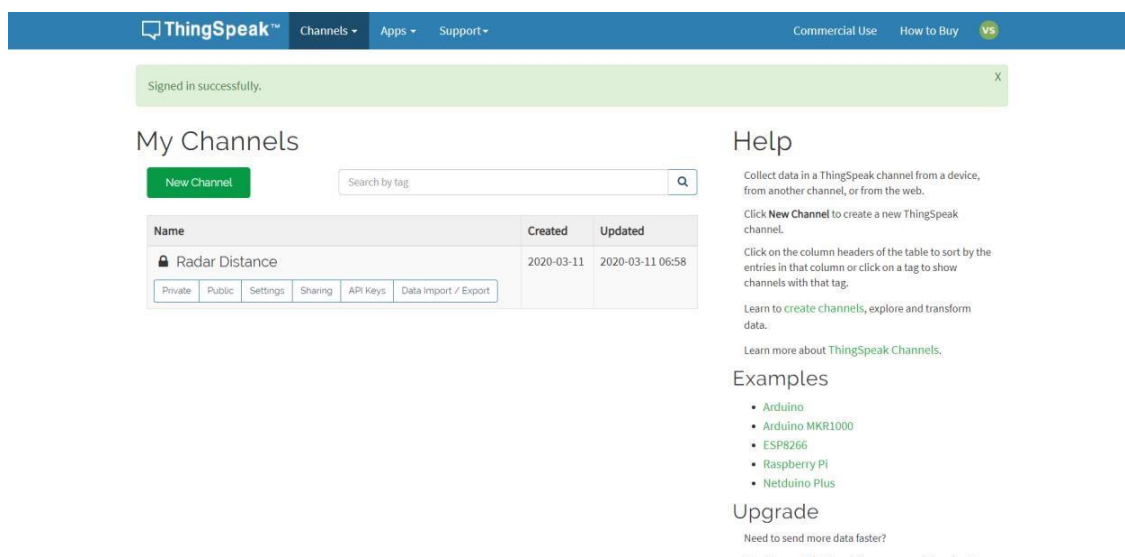 ThingSpeak™ Channels Apps Support Commercial Use How to Buy VS
Signed in successfully. X
My Channels
New Channel Search by tag
Name Created Updated
Radar Distance 2020-03-11 2020-03-11 06:58
Private Public Settings Sharing API Keys Data Import / Export
Help
Collect data in a ThingSpeak channel from a device,
from another channel, or from the web.
Click New Channel to create a new ThingSpeak
channel.
Click on the column headers of the table to sort by the
entries in that column or click on a tag to show
channels with that tag.
Learn to create channels, explore and transform
data.
Learn more about ThingSpeak Channels.
Examples
• Arduino
• Arduino MKR1000
• ESP8266
• Raspberry Pi
• Netduino Plus
Upgrade
Need to send more data faster?